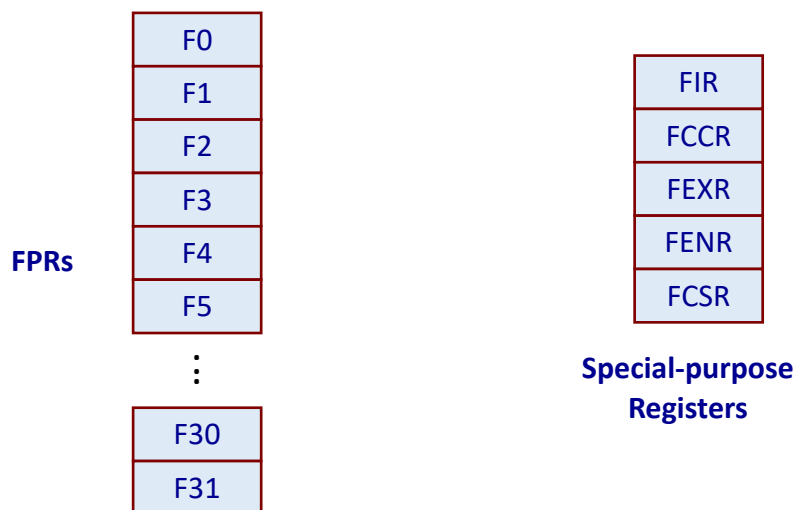 F0
F1
F2
F3
FPRs
F4
F5
⋮
F30
F31
FIR
FCCR
FEXR
FENR
FCSR
Special-purpose
Registers